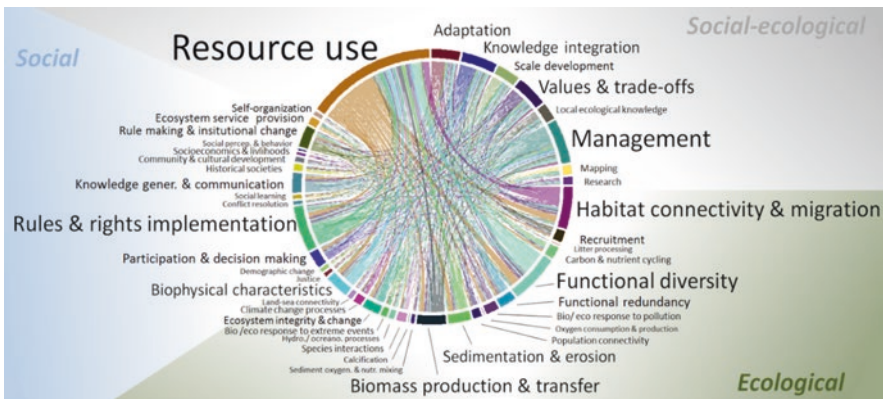 Social
Social-ecological
Resource use
Adaptation
Knowledge integration
Scale development
Values & trade-offs
Local ecological knowledge
Management
Mapping
Research
Habitat connectivity & migration
Recruitment
Litter processing
Carbon & nutrient cycling
Functional diversity
Functional redundancy
Bio/ eco response to pollution
Oxygen consumption & production
Population connectivity
Sedimentation & erosion
Biomass production & transfer
Sediment oxygen. & nutr. mixing
Calcification
Species interactions
Hydro./ oceano. processes
Bio /eco response to extreme events
Ecosystem integrity & change
Climate change processes
Land-sea connectivity
Biophysical characteristics
Justice
Demographic change
Participation & decision making
Rules & rights implementation
Conflict resolution
Social learning
Knowledge gener. & communication
Historical societies
Community & cultural development
Socioeconomics & livlihoods
Social percep. & behavior
Rule making & insitutional change
Ecosystem service provision
Self-organization
Ecological